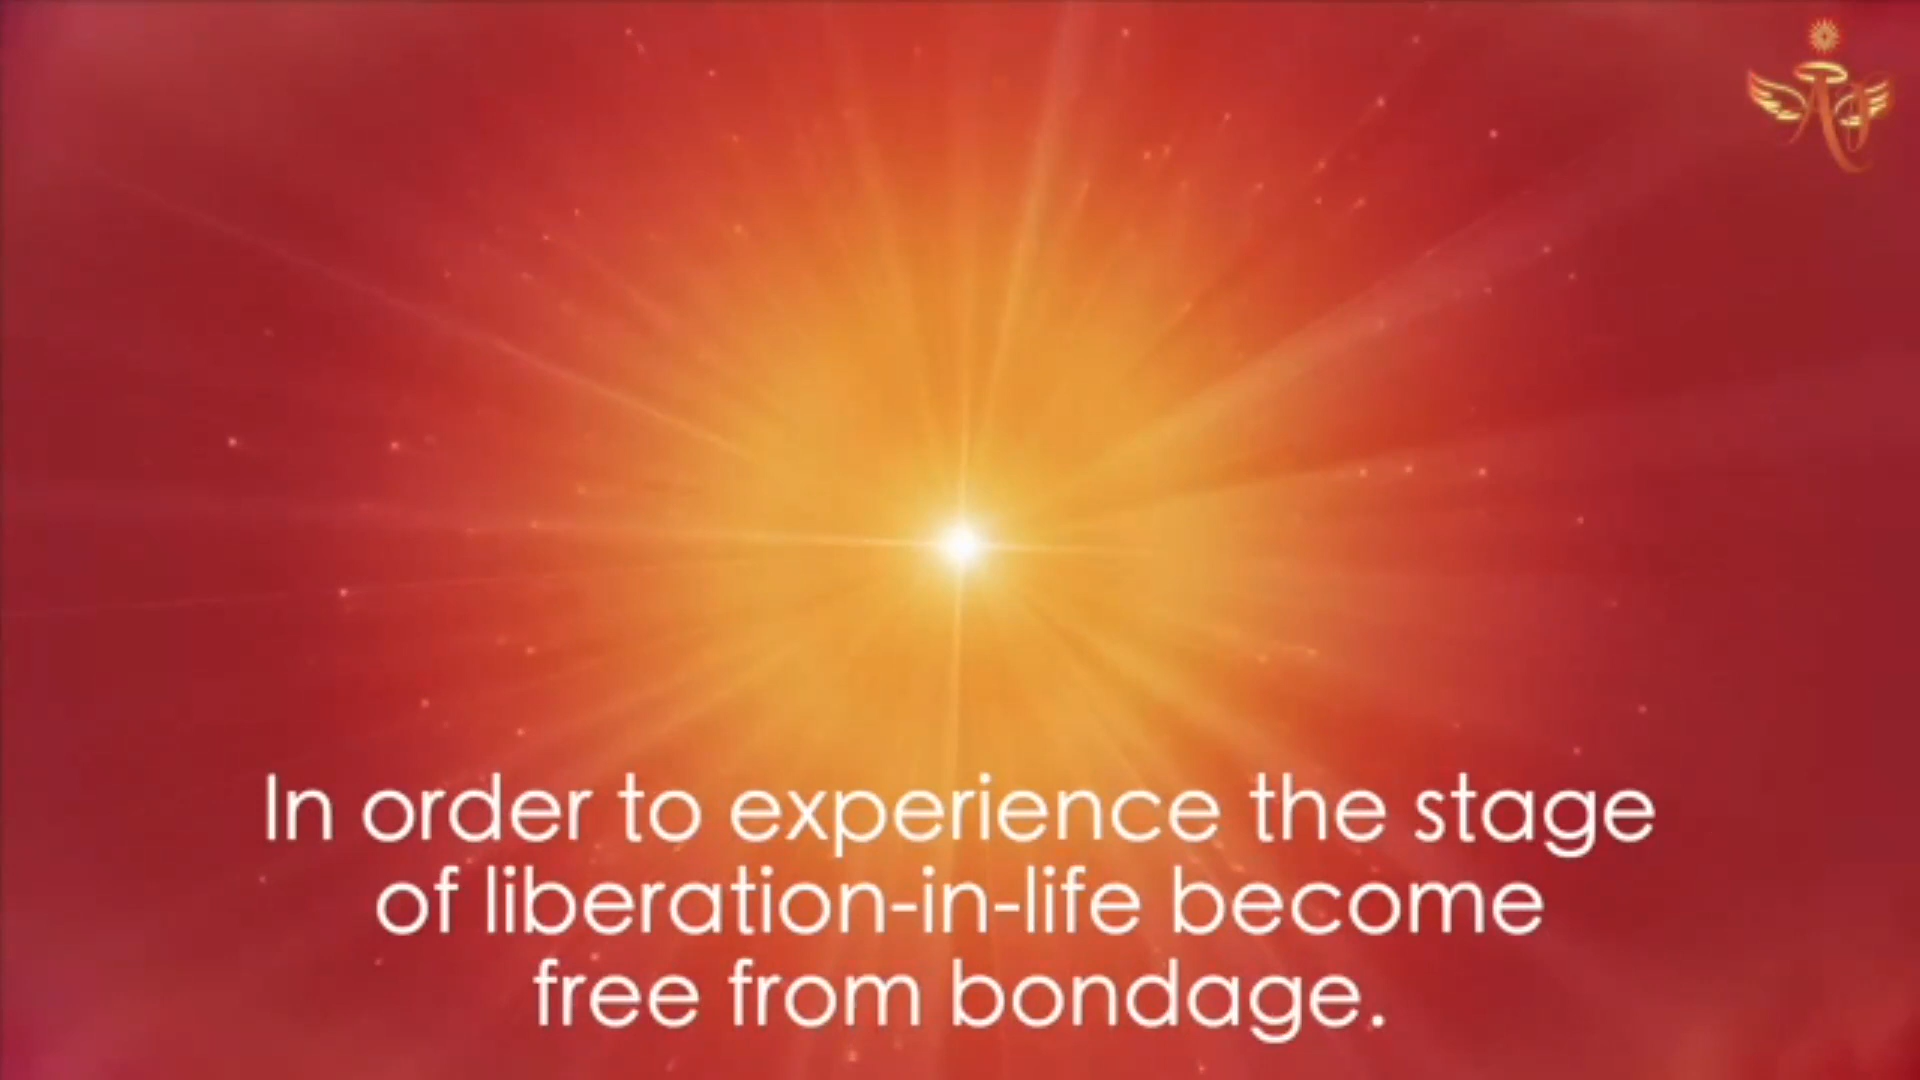 In order to experience the stage
of liberation-in-life become
free from bondage.